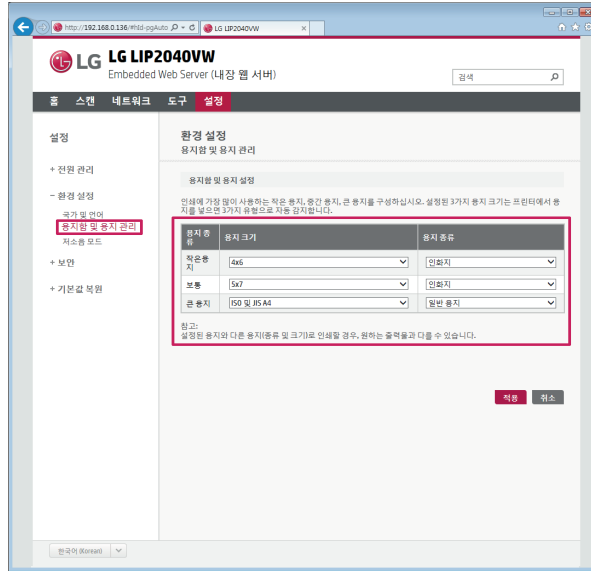 http://192.168.0.136/#hId-pgAuto
LG LIP2040VW
LG
LG LIP2040VW
Embedded Web Server (내장 웹 서버)
검색
홈 스캔 네트워크 도구 설정
설정
환경 설정
용지함 및 용지 관리
+ 전원 관리
용지함 및 용지 설정
- 환경 설정
인쇄에 가장 많이 사용하는 작은 용지, 중간 용지, 큰 용지를 구성하십시오. 설정된 3가지 용지 크기는 프린터에서 용
지를 넣으면 3가지 유형으로 자동 감지합니다.
국가 및 언어
용지함 및 용지 관리
저소음 모드
+ 보안
+ 기본값 복원
용지 종
류
용지 크기
용지 종류
작은용
지
4x6
인화지
보통
5x7
인화지
큰 용지
ISO 및 JIS A4
일반 용지
참고:
설정된 용지와 다른 용지(종류 및 크기)로 인쇄할 경우, 원하는 출력물과 다를 수 있습니다.
적용 취소
한국어 (Korean)